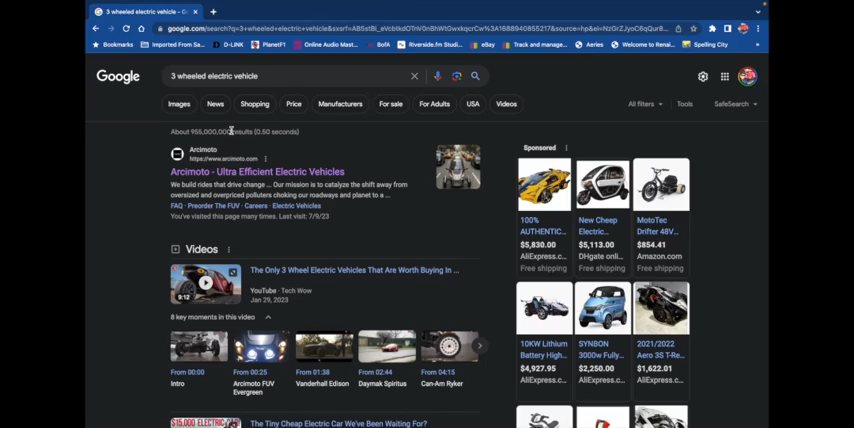 3 wheeled electric vehicle - G
google.com/search?q=3+wheeled+electric+vehicle&sxsrf=
Bookmarks
Imported From Sa...
D-LINK
PlanetF1
Online Audio Mast...
BofA
Riverside.fm Studi...
eBay
Track and manage...
Aeries
Welcome to Renai...
Spelling City
»
Google
3 wheeled electric vehicle
Images
News
Shopping
Price
Manufacturers
For sale
For Adults
USA
Videos
All filters
Tools
SafeSearch
About 955,000,000 results (0.50 seconds)
Arcimoto
https://www.arcimoto.com
Arcimoto - Ultra Efficient Electric Vehicles
We build rides that drive change ... Our mission is to catalyze the shift away from
oversized and overpriced polluters choking our roadways and planet to a ...
FAQ · Preorder The FUV · Careers · Electric Vehicles
You've visited this page many times. Last visit: 7/9/23
Videos
9:12
The Only 3 Wheel Electric Vehicles That Are Worth Buying In ...
YouTube · Tech Wow
Jan 29, 2023
8 key moments in this video
From 00:00
Intro
From 00:25
Arcimoto FUV
Evergreen
From 01:38
Vanderhall Edison
From 02:44
Daymak Spiritus
From 04:15
Can-Am Ryker
$15,000 ELECTRIC
The Tiny Cheap Electric Car We've Been Waiting For?
Sponsored
100%
AUTHENTIC...
$5,830.00
AliExpress.c...
Free shipping
New Cheap
Electric...
$5,113.00
DHgate onli...
Free shipping
MotoTec
Drifter 48V...
$854.41
Amazon.com
Free shipping
10KW Lithium
Battery High...
$4,927.95
AliExpress.c...
SYNBON
3000w Fully...
$2,250.00
AliExpress.c...
2021/2022
Aero 3S T-Re...
$1,622.01
AliExpress.c...